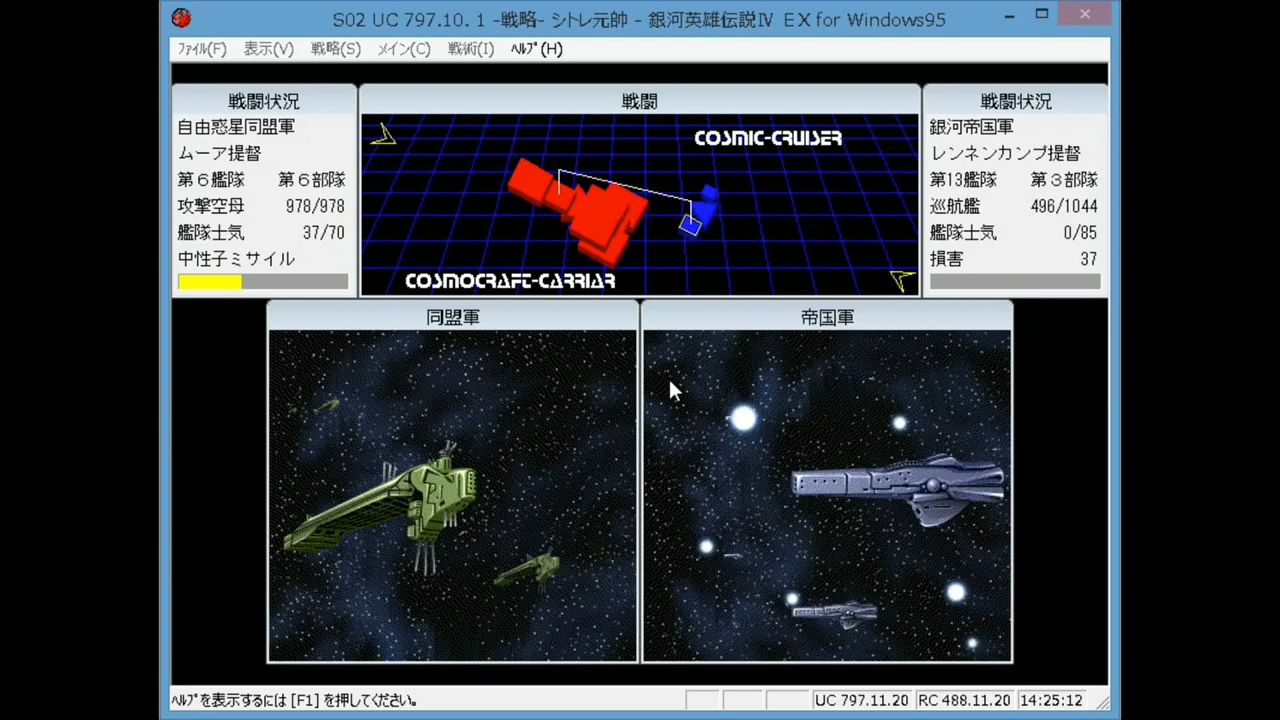 S02 UC 797.10. 1 -戦略- シトレ元帥 - 銀河英雄伝説Ⅳ EX for Windows95
ﾌｧｲﾙ(F) 表示(V) 戦略(S) メイン(C) 戦術(I) ﾍﾙﾌﾟ(H)
戦闘状況
自由惑星同盟軍
ムーア提督
第６艦隊 第６部隊
攻撃空母 978/978
艦隊士気 37/70
中性子ミサイル
戦闘
COSMIC-CRUISER
COSMOCRAFT-CARRIAR
戦闘状況
銀河帝国軍
レンネンカンプ提督
第13艦隊 第３部隊
巡航艦 496/1044
艦隊士気 0/85
損害 37
同盟軍
帝国軍
ﾍﾙﾌﾟを表示するには [F1] を押してください。
UC 797.11.20 RC 488.11.20 14:25:12